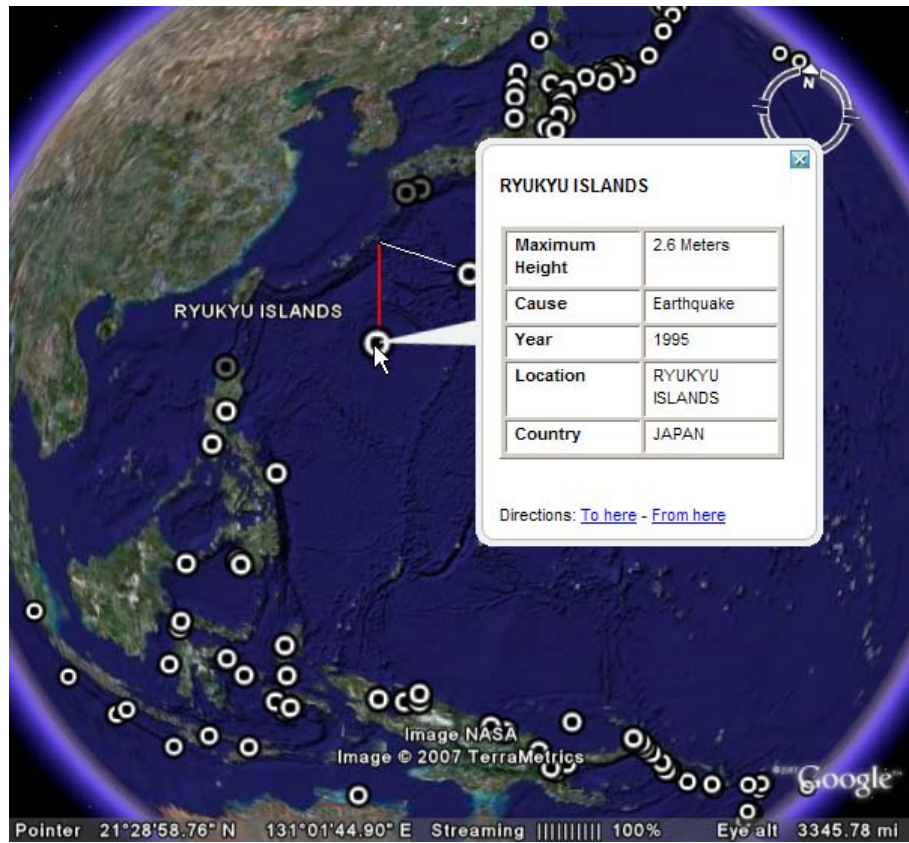 N
RYUKYU ISLANDS
Maximum Height
2.6 Meters
Cause
Earthquake
Year
1995
Location
RYUKYU ISLANDS
Country
JAPAN
Directions: To here - From here
RYUKYU ISLANDS
Image NASA
Image © 2007 TerraMetrics
©2007 Google™
Pointer 21°28'58.76" N 131°01'44.90" E Streaming |||||||||| 100% Eye alt 3345.78 mi